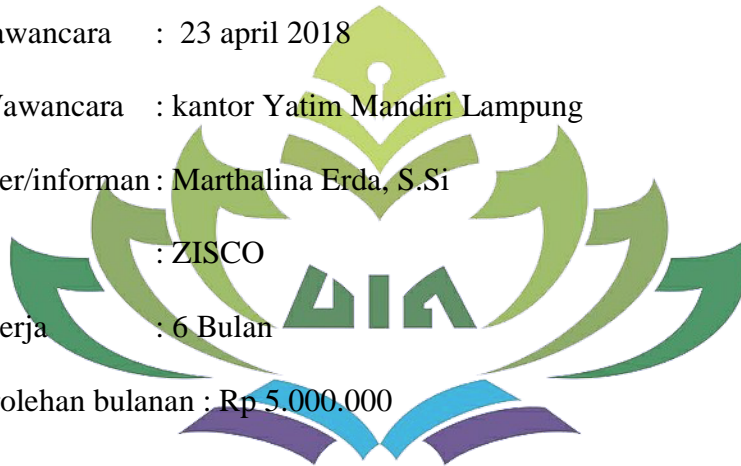 awancara : 23 april 2018
Wawancara : kantor Yatim Mandiri Lampung
er/informan : Marthalina Erda, S.Si
: ZISCO
erja : 6 Bulan
olehan bulanan : Rp 5.000.000
UIN